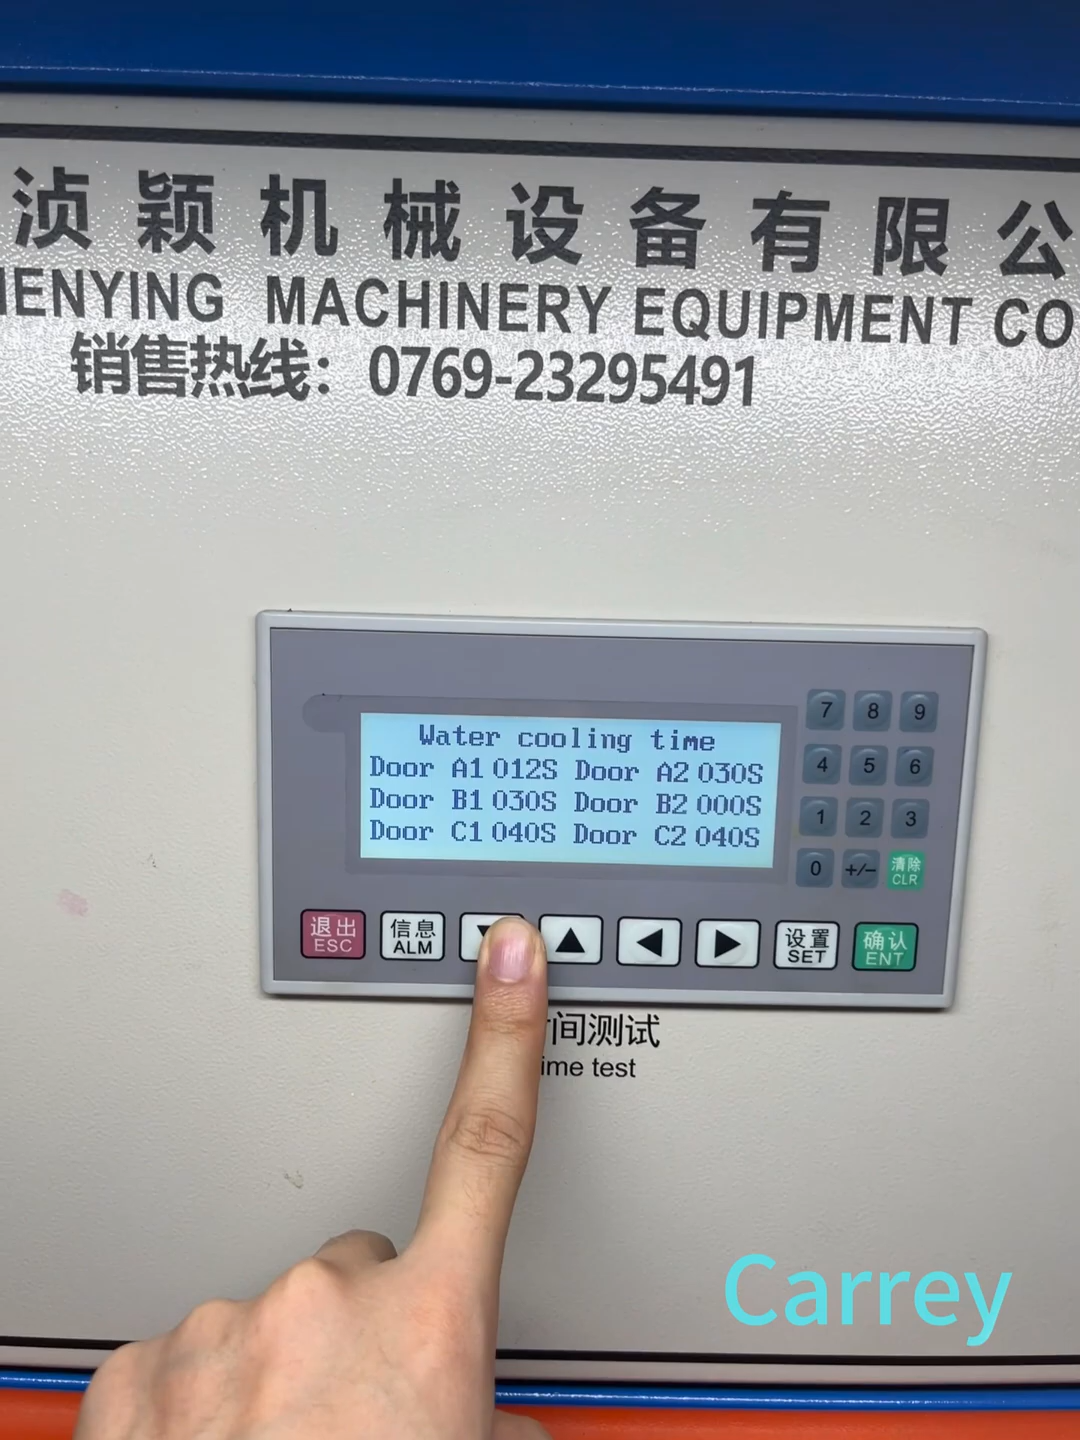 浈颖机械设备有限公
HENYING MACHINERY EQUIPMENT CO
销售热线：0769-23295491
Water cooling time
Door A1 012S Door A2 030S
Door B1 030S Door B2 000S
Door C1 040S Door C2 040S
7 8 9
4 5 6
1 2 3
0 +/- 清除 CLR
退出 信息 设置 确认
ESC ALM SET ENT
间测试
ime test
Carrey